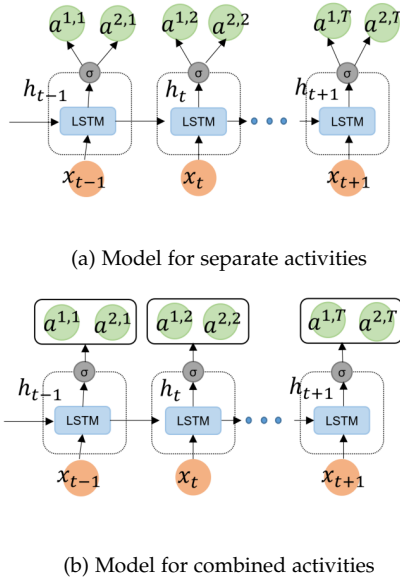 a^{1,1} a^{2,1} a^{1,2} a^{2,2} a^{1,T} a^{2,T}
σ σ σ
h_{t−1} h_t h_{t+1}
LSTM LSTM LSTM
x_{t−1} x_t x_{t+1}
(a) Model for separate activities
a^{1,1} a^{2,1} a^{1,2} a^{2,2} a^{1,T} a^{2,T}
σ σ σ
h_{t−1} h_t h_{t+1}
LSTM LSTM LSTM
x_{t−1} x_t x_{t+1}
(b) Model for combined activities